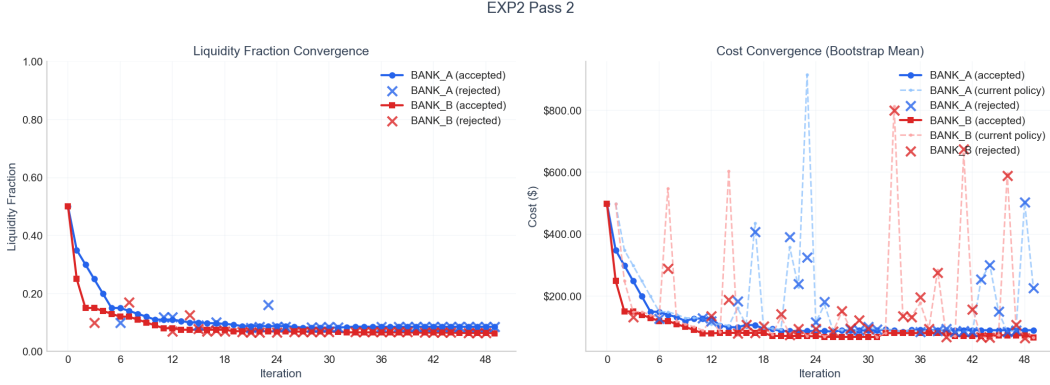 EXP2 Pass 2
Liquidity Fraction Convergence
1.00
0.80
0.60
0.40
0.20
0.00
Liquidity Fraction
0 6 12 18 24 30 36 42 48
Iteration
BANK_A (accepted)
BANK_A (rejected)
BANK_B (accepted)
BANK_B (rejected)
Cost Convergence (Bootstrap Mean)
$800.00
$600.00
$400.00
$200.00
Cost ($)
0 6 12 18 24 30 36 42 48
Iteration
BANK_A (accepted)
BANK_A (current policy)
BANK_A (rejected)
BANK_B (accepted)
BANK_B (current policy)
BANK_B (rejected)